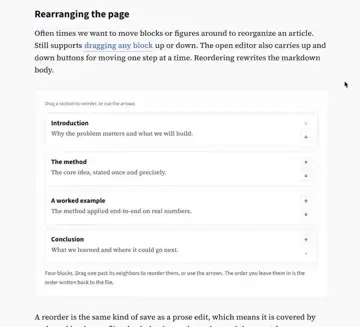 Rearranging the page
Often times we want to move blocks or figures around to reorganize an article.
Still supports dragging any block up or down. The open editor also carries up and
down buttons for moving one step at a time. Reordering rewrites the markdown
body.
Drag a section to reorder, or use the arrows
Introduction
Why the problem matters and what we will build.
The method
The core idea, stated once and precisely.
A worked example
The method applied end-to-end on real numbers.
Conclusion
What we learned and where it could go next.
Four blocks. Drag one past its neighbors to reorder them, or use the arrows. The order you leave them in is the
order written back to the file.
A reorder is the same kind of save as a prose edit, which means it is covered by